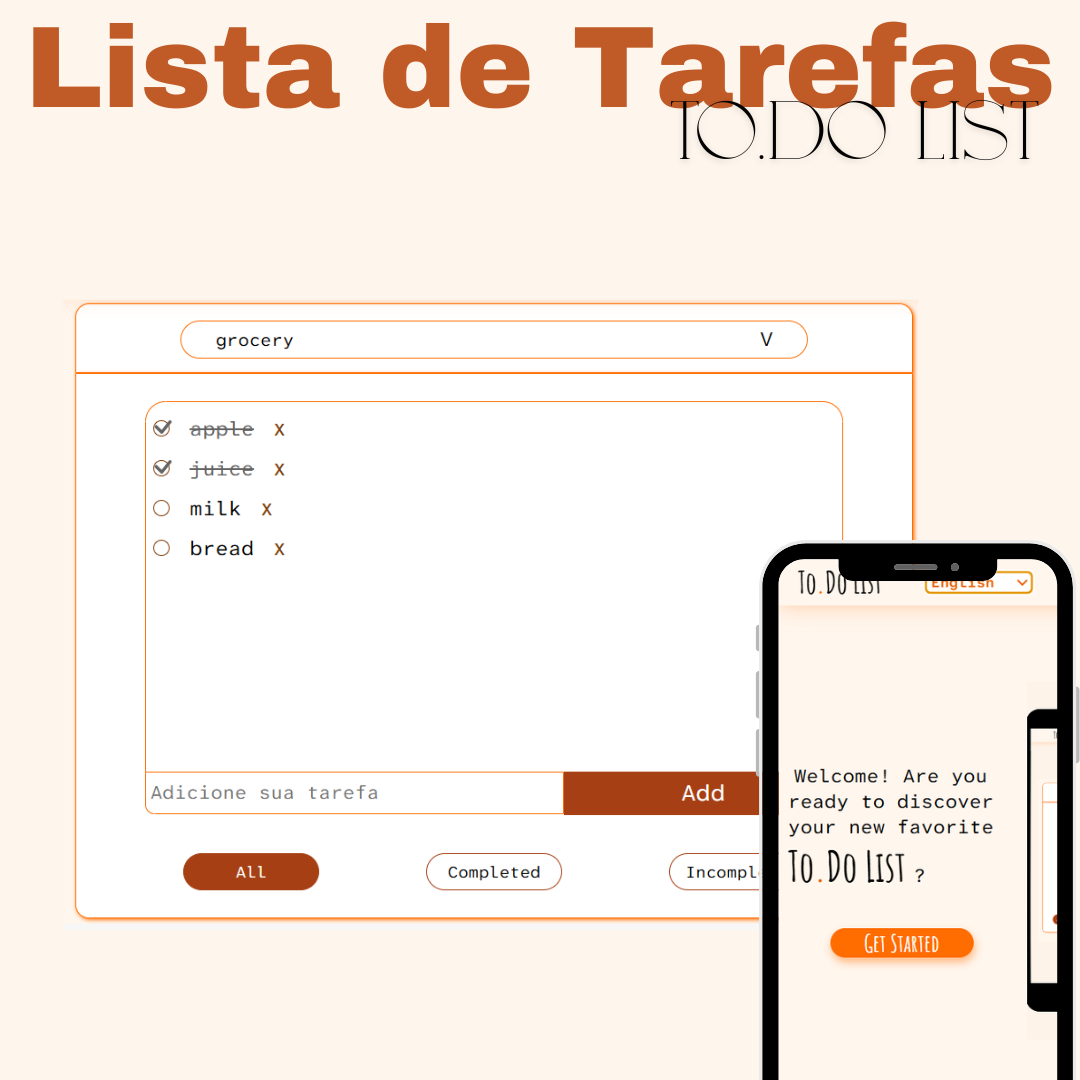 Lista de Tarefas
TO.DO LIST
grocery V
apple X
juice X
milk X
bread X
Adicione sua tarefa Add
All Completed
To.Do List English
Welcome! Are you
ready to discover
your new favorite
To.Do List ?
Get Started